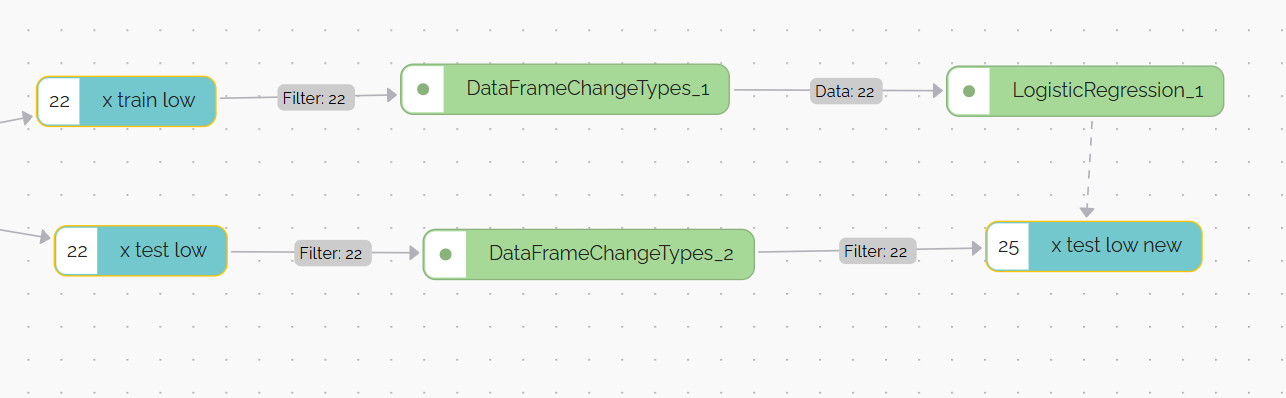 22 x train low
Filter: 22
DataFrameChangeTypes_1
Data: 22
LogisticRegression_1
22 x test low
Filter: 22
DataFrameChangeTypes_2
Filter: 22
25 x test low new